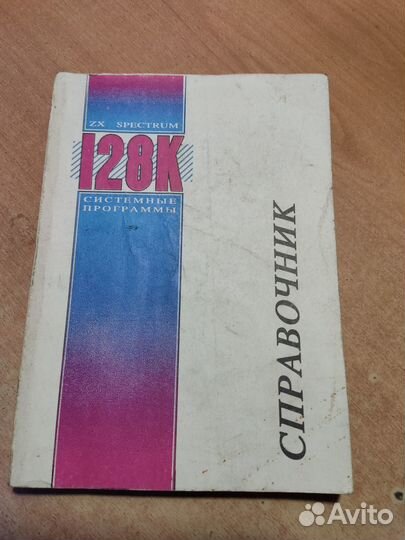 ZX SPECTRUM
128K
СИСТЕМНЫЕ
ПРОГРАММЫ
СПРАВОЧНИК
Avito